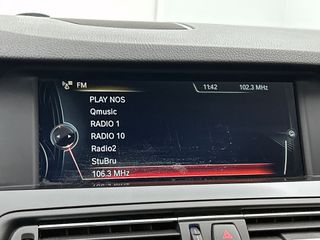 FM 11:42 102.3 MHz
PLAY NOS
Qmusic
RADIO 1
RADIO 10
Radio2
StuBru
106.3 MHz